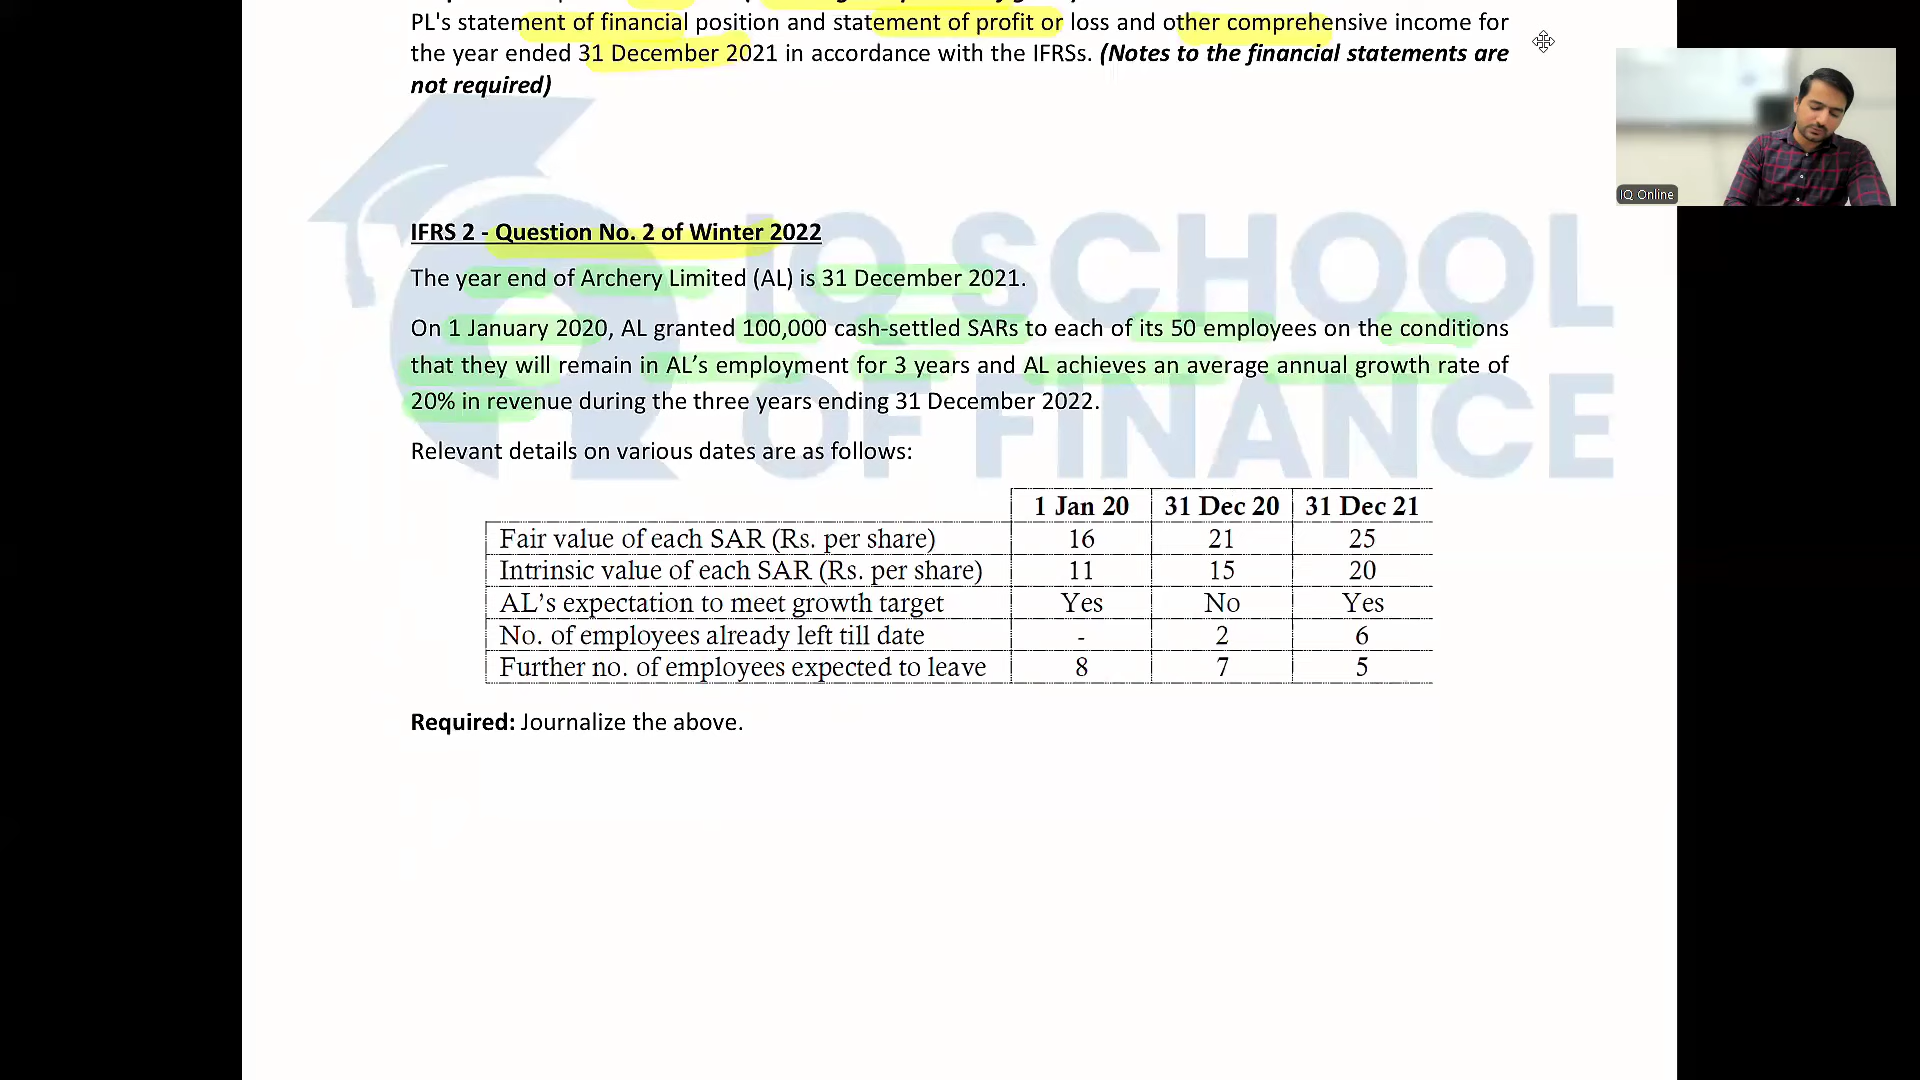 PL's statement of financial position and statement of profit or loss and other comprehensive income for
the year ended 31 December 2021 in accordance with the IFRSs. (Notes to the financial statements are
not required)
IQ Online
IQ SCHOOL
OF FINANCE
IFRS 2 - Question No. 2 of Winter 2022
The year end of Archery Limited (AL) is 31 December 2021.
On 1 January 2020, AL granted 100,000 cash-settled SARs to each of its 50 employees on the conditions
that they will remain in AL’s employment for 3 years and AL achieves an average annual growth rate of
20% in revenue during the three years ending 31 December 2022.
Relevant details on various dates are as follows:
1 Jan 20 31 Dec 20 31 Dec 21
Fair value of each SAR (Rs. per share) 16 21 25
Intrinsic value of each SAR (Rs. per share) 11 15 20
AL’s expectation to meet growth target Yes No Yes
No. of employees already left till date - 2 6
Further no. of employees expected to leave 8 7 5
Required: Journalize the above.